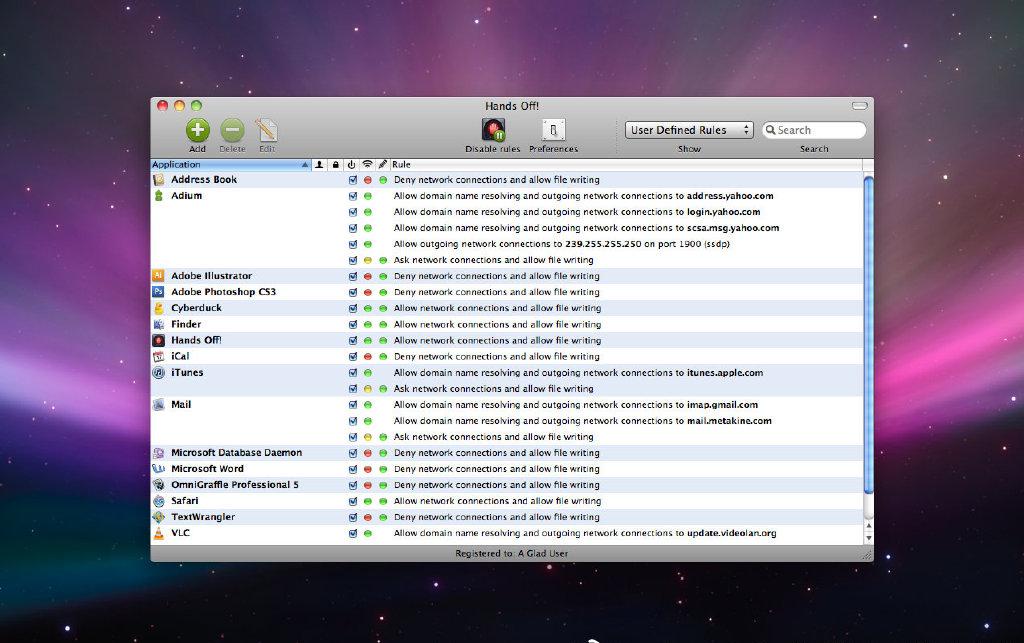 Hands Off!
Add Delete Edit Disable rules Preferences User Defined Rules Show Search Search
Application Rule
Address Book Deny network connections and allow file writing
Adium Allow domain name resolving and outgoing network connections to address.yahoo.com
Allow domain name resolving and outgoing network connections to login.yahoo.com
Allow domain name resolving and outgoing network connections to scsa.msg.yahoo.com
Allow outgoing network connections to 239.255.255.250 on port 1900 (ssdp)
Ask network connections and allow file writing
Adobe Illustrator Deny network connections and allow file writing
Adobe Photoshop CS3 Deny network connections and allow file writing
Cyberduck Allow network connections and allow file writing
Finder Allow network connections and allow file writing
Hands Off! Allow network connections and allow file writing
iCal Deny network connections and allow file writing
iTunes Allow domain name resolving and outgoing network connections to itunes.apple.com
Ask network connections and allow file writing
Mail Allow domain name resolving and outgoing network connections to imap.gmail.com
Allow domain name resolving and outgoing network connections to mail.metakine.com
Ask network connections and allow file writing
Microsoft Database Daemon Deny network connections and allow file writing
Microsoft Word Deny network connections and allow file writing
OmniGraffle Professional 5 Deny network connections and allow file writing
Safari Allow network connections and allow file writing
TextWrangler Deny network connections and allow file writing
VLC Allow domain name resolving and outgoing network connections to update.videolan.org
Registered to: A Glad User